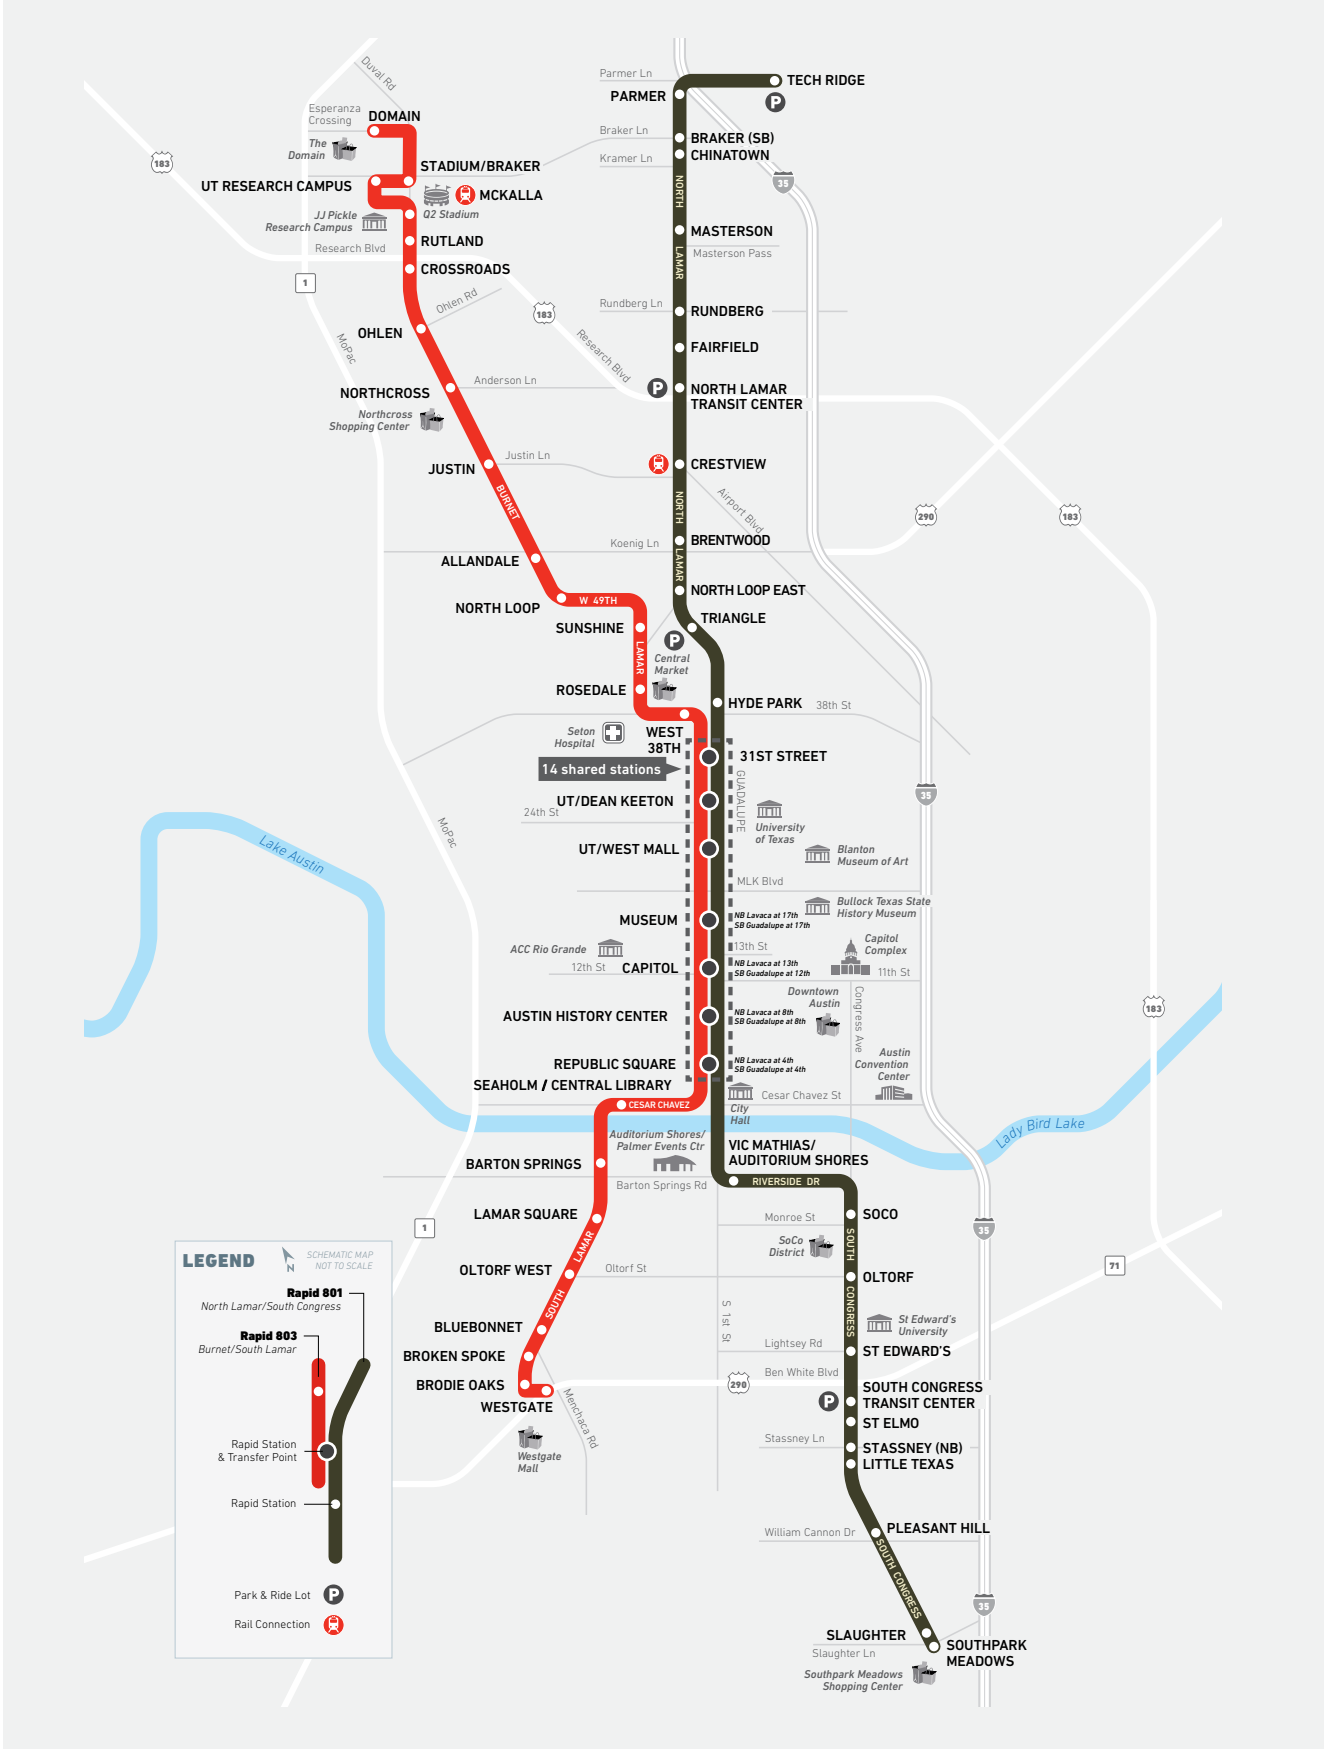 Duval Rd
Parmer Ln
TECH RIDGE
PARMER
P
Esperanza
Crossing
DOMAIN
Braker Ln
BRAKER (SB)
The
Domain
CHINATOWN
Kramer Ln
183
STADIUM/BRAKER
35
UT RESEARCH CAMPUS
MCKALLA
NORTH
JJ Pickle
Research Campus
Q2 Stadium
MASTERSON
RUTLAND
Research Blvd
LAMAR
Masterson Pass
CROSSROADS
1
Ohlen Rd
Rundberg Ln
RUNDBERG
183
OHLEN
MoPac
Research Blvd
FAIRFIELD
Anderson Ln
P
NORTH LAMAR
TRANSIT CENTER
NORTHCROSS
Northcross
Shopping Center
Justin Ln
JUSTIN
CRESTVIEW
BURNET
NORTH
Airport Blvd
290
183
Koenig Ln
BRENTWOOD
ALLANDALE
LAMAR
NORTH LOOP EAST
W 49TH
NORTH LOOP
TRIANGLE
SUNSHINE
P
LAMAR
Central
Market
ROSEDALE
HYDE PARK
38th St
Seton
Hospital
WEST
38TH
31ST STREET
14 shared stations
GUADALUPE
35
UT/DEAN KEETON
24th St
University
of Texas
MoPac
Lake Austin
UT/WEST MALL
Blanton
Museum of Art
MLK Blvd
Bullock Texas State
History Museum
MUSEUM
NB Lavaca at 17th
SB Guadalupe at 17th
ACC Rio Grande
13th St
Capitol
Complex
12th St
CAPITOL
NB Lavaca at 13th
SB Guadalupe at 12th
11th St
Downtown
Austin
Congress Ave
183
AUSTIN HISTORY CENTER
NB Lavaca at 8th
SB Guadalupe at 8th
Austin
Convention
Center
REPUBLIC SQUARE
NB Lavaca at 4th
SB Guadalupe at 4th
SEAHOLM / CENTRAL LIBRARY
CESAR CHAVEZ
Cesar Chavez St
City
Hall
Lady Bird Lake
Auditorium Shores/
Palmer Events Ctr
VIC MATHIAS/
AUDITORIUM SHORES
BARTON SPRINGS
Barton Springs Rd
RIVERSIDE DR
LAMAR SQUARE
Monroe St
SOCO
1
35
LAMAR
SoCo
District
SOUTH
71
OLTORF WEST
Oltorf St
OLTORF
SOUTH
S 1st St
CONGRESS
St Edward's
University
BLUEBONNET
Lightsey Rd
ST EDWARD'S
BROKEN SPOKE
Ben White Blvd
BRODIE OAKS
290
SOUTH CONGRESS
TRANSIT CENTER
P
WESTGATE
Menchaca Rd
ST ELMO
Stassney Ln
STASSNEY (NB)
Westgate
Mall
LITTLE TEXAS
William Cannon Dr
PLEASANT HILL
SOUTH CONGRESS
35
SLAUGHTER
Slaughter Ln
SOUTHPARK
MEADOWS
Southpark Meadows
Shopping Center
LEGEND
N
SCHEMATIC MAP
NOT TO SCALE
Rapid 801
North Lamar/South Congress
Rapid 803
Burnet/South Lamar
Rapid Station
& Transfer Point
Rapid Station
Park & Ride Lot
P
Rail Connection